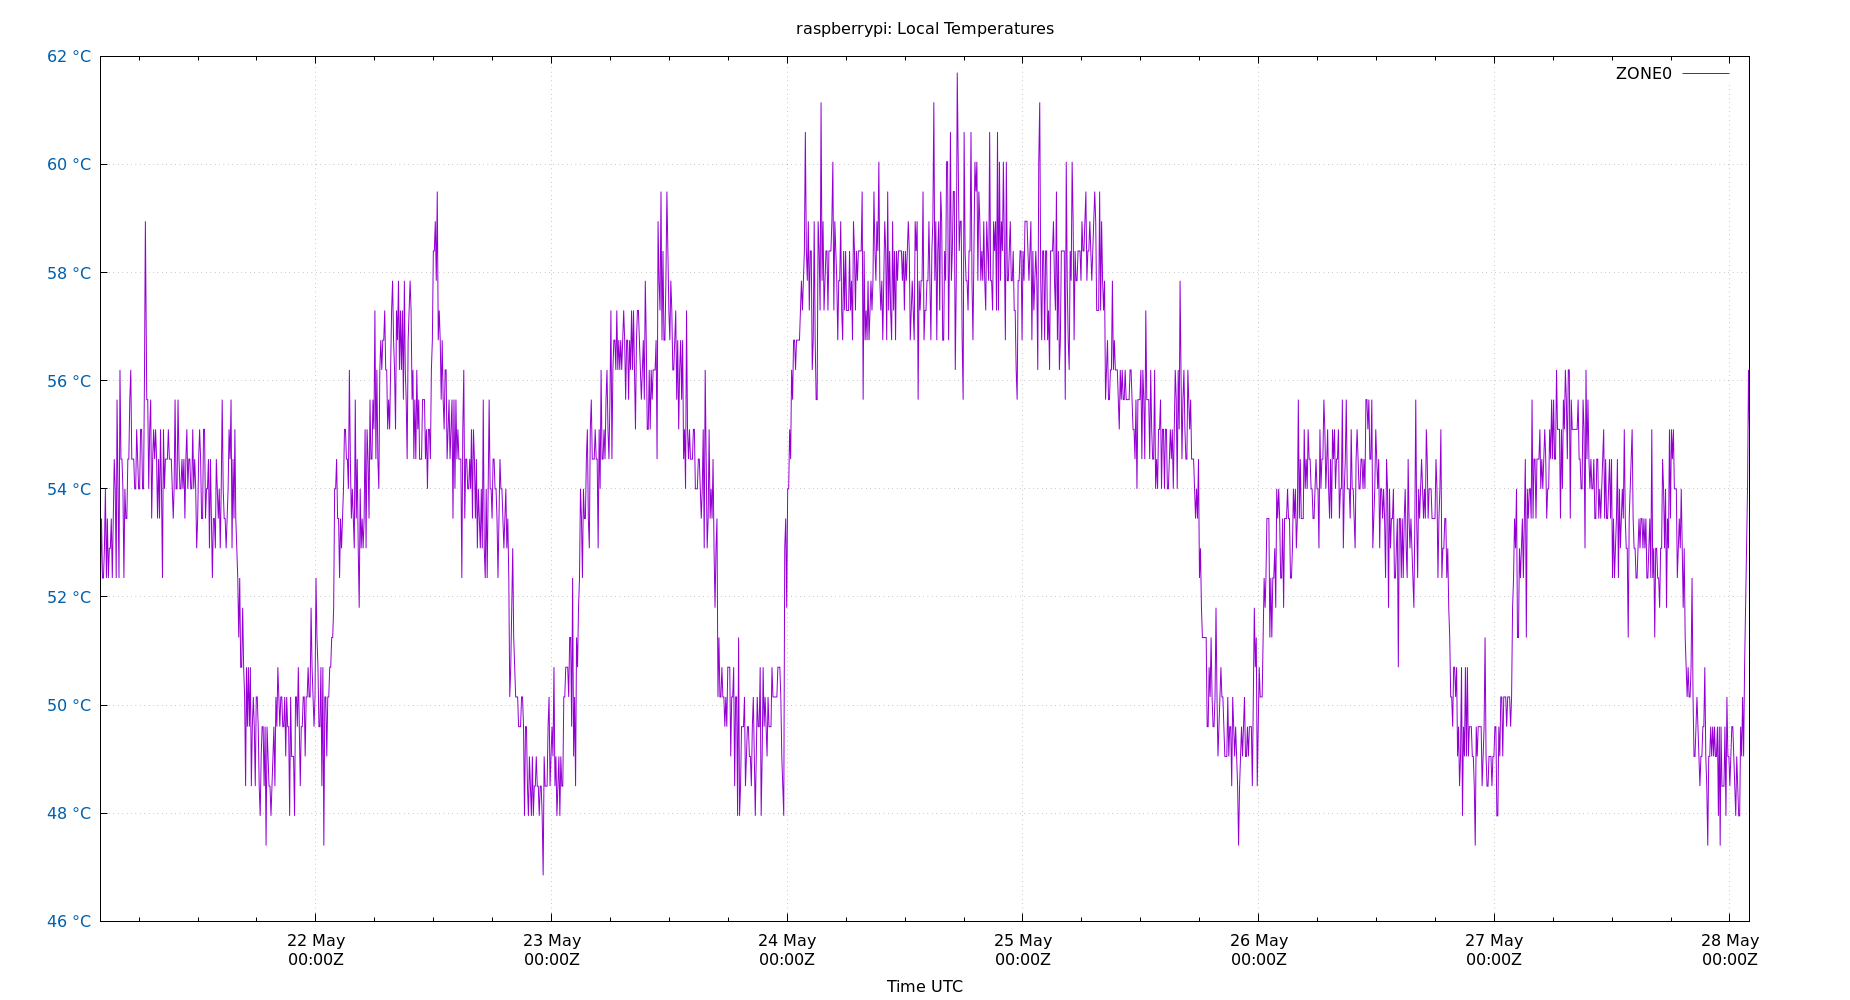 raspberrypi: Local Temperatures
62 °C
ZONE0
60 °C
58 °C
56 °C
54 °C
52 °C
50 °C
48 °C
46 °C
22 May 23 May 24 May 25 May 26 May 27 May 28 May
00:00Z 00:00Z 00:00Z 00:00Z 00:00Z 00:00Z 00:00Z
Time UTC